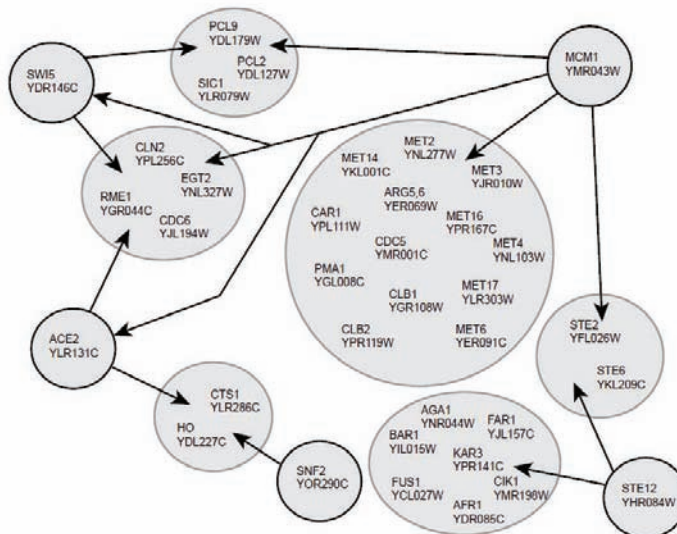 PCL9
YDL179W
PCL2
YDL127W
SIC1
YLR079W
SWI5
YDR146C
MCM1
YMR043W
CLN2
YPL256C
EGT2
YNL327W
RME1
YGR044C
CDC6
YJL194W
MET2
YNL277W
MET14
YKL001C
MET3
YJR010W
ARG5,6
YER069W
CAR1
YPL111W
MET16
YPR167C
CDC5
YMR001C
MET4
YNL103W
PMA1
YGL008C
MET17
YLR303W
CLB1
YGR108W
CLB2
YPR119W
MET6
YER091C
ACE2
YLR131C
STE2
YFL026W
STE6
YKL209C
CTS1
YLR286C
HO
YDL227C
SNF2
YOR290C
AGA1
YNR044W
FAR1
YJL157C
BAR1
YIL015W
KAR3
YPR141C
FUS1
YCL027W
CIK1
YMR198W
AFR1
YDR085C
STE12
YHR084W